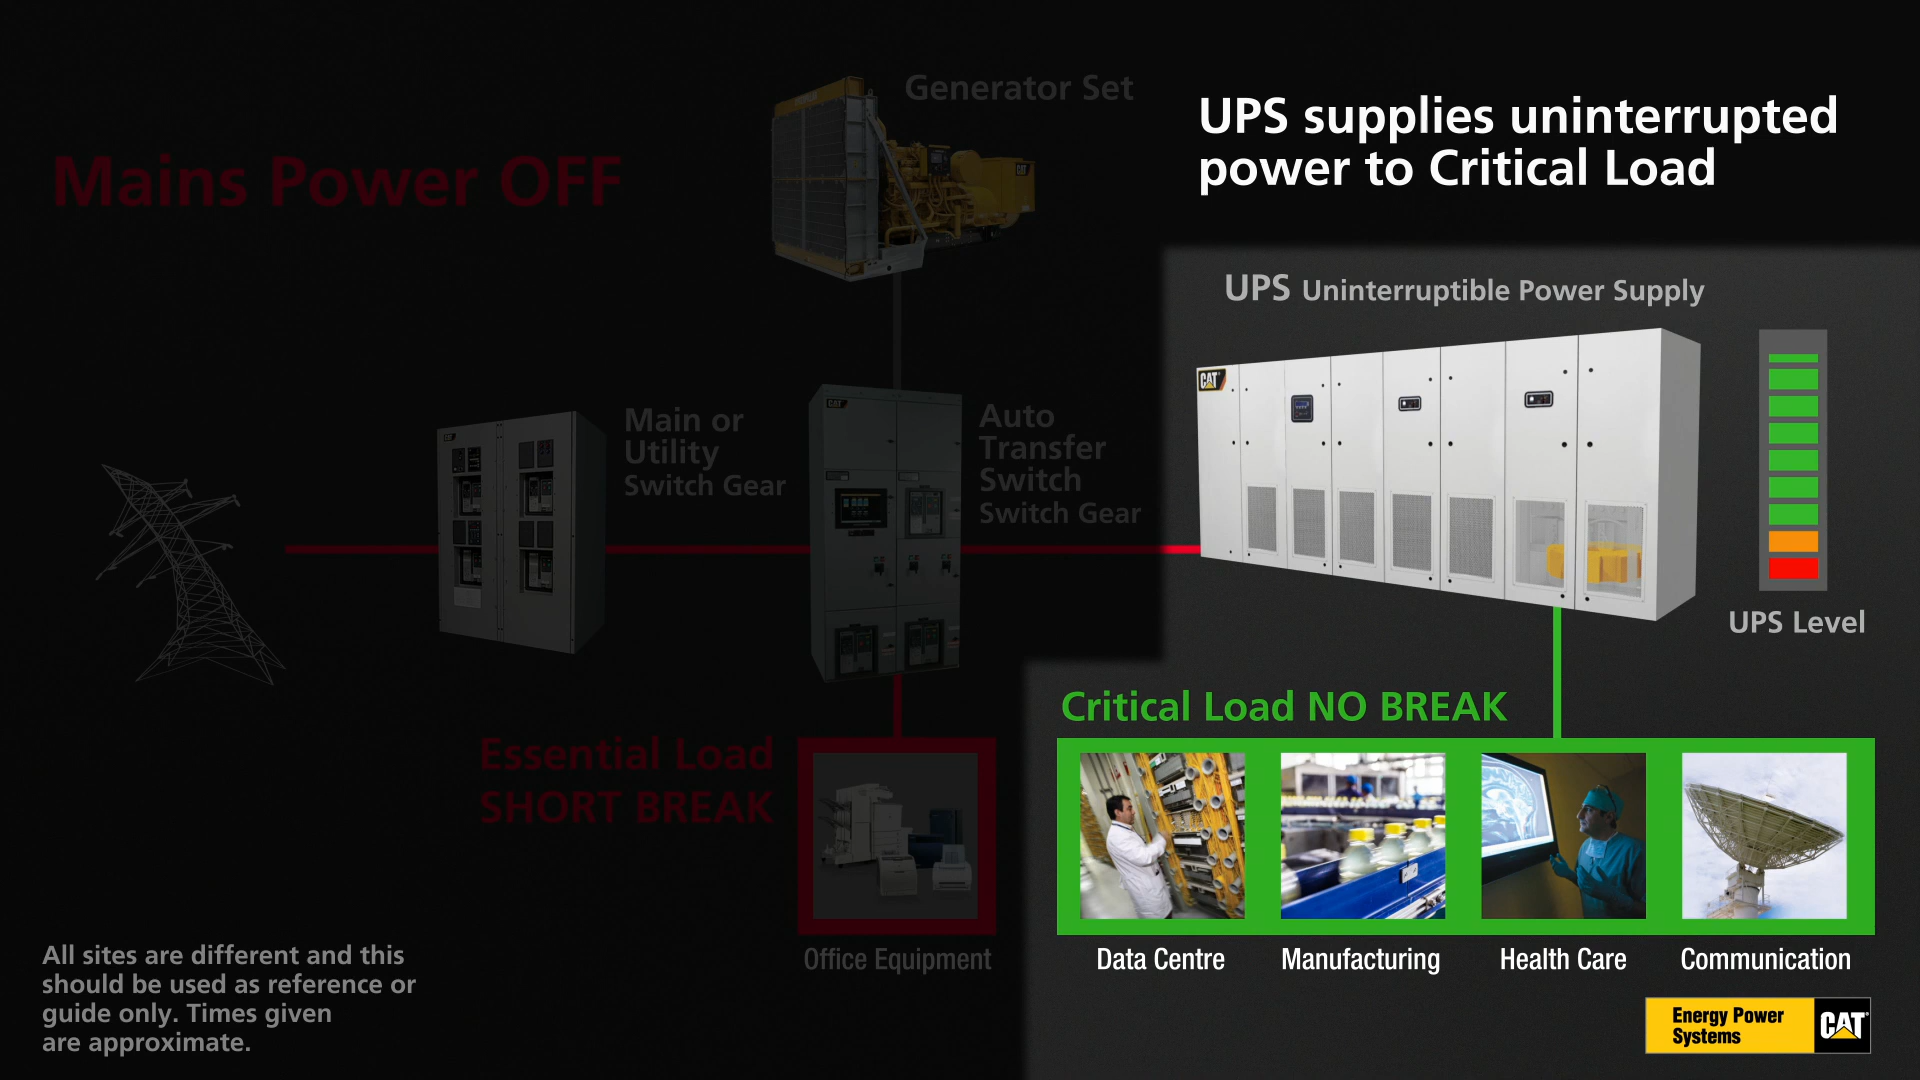 Generator Set
UPS supplies uninterrupted
power to Critical Load
Mains Power OFF
UPS Uninterruptible Power Supply
CAT
CAT
CAT
Main or
Utility
Switch Gear
Auto
Transfer
Switch
Switch Gear
UPS Level
Critical Load NO BREAK
Essential Load
SHORT BREAK
Office Equipment
Data Centre
Manufacturing
Health Care
Communication
All sites are different and this
should be used as reference or
guide only. Times given
are approximate.
Energy Power
Systems
CAT